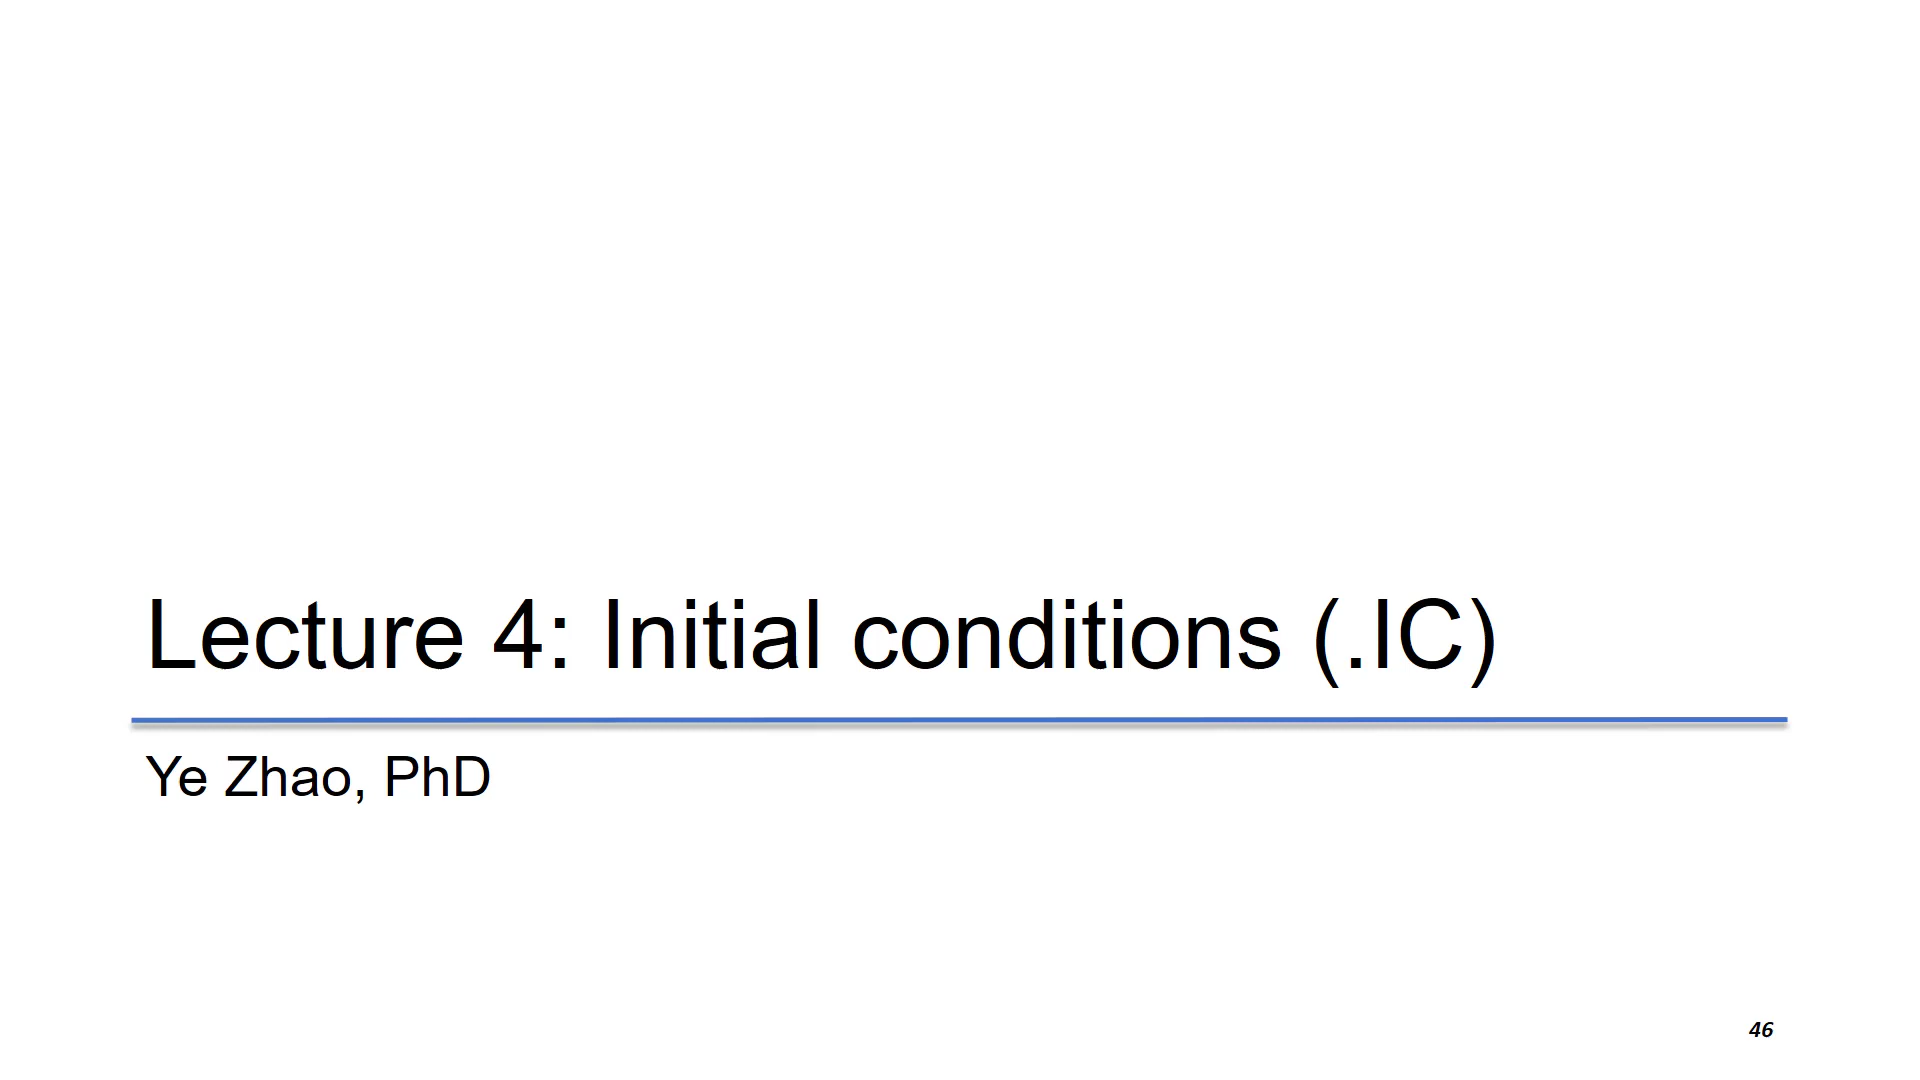 Lecture 4: Initial conditions (.IC)
Ye Zhao, PhD
46